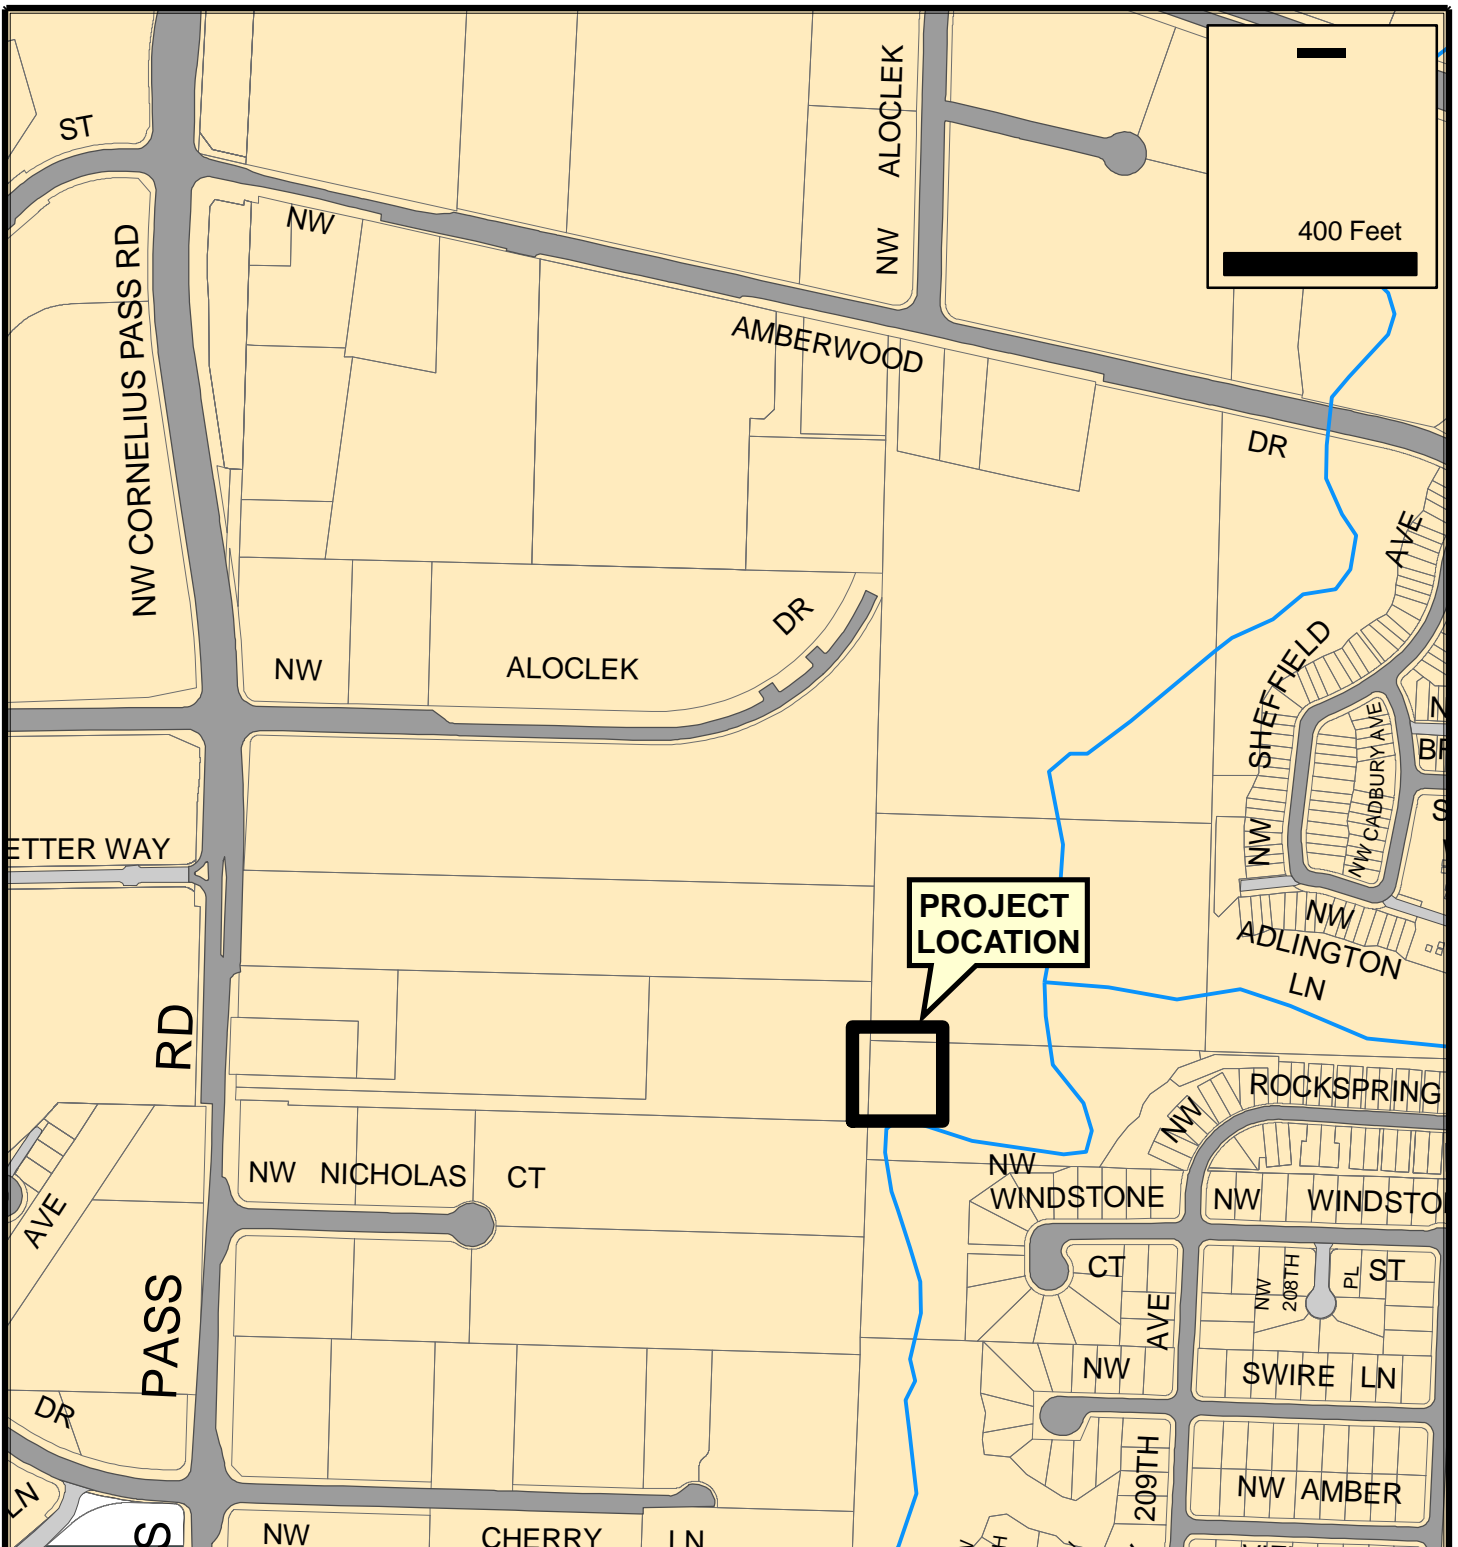 ST
NW
ALOCLEK
NW
400 Feet
NW CORNELIUS PASS RD
AMBERWOOD
DR
AVE
DR
NW
ALOCLEK
SHEFFIELD
NW
NW CADBURY AVE
ETTER WAY
PROJECT
LOCATION
NW
ADLINGTON
LN
RD
ROCKSPRING
NW
NW NICHOLAS CT
NW
WINDSTONE
NW WINDSTO
AVE
CT
NW
208TH
PL
ST
PASS
AVE
NW
SWIRE LN
DR
209TH
NW AMBER
LN
S
NW CHERRY LN